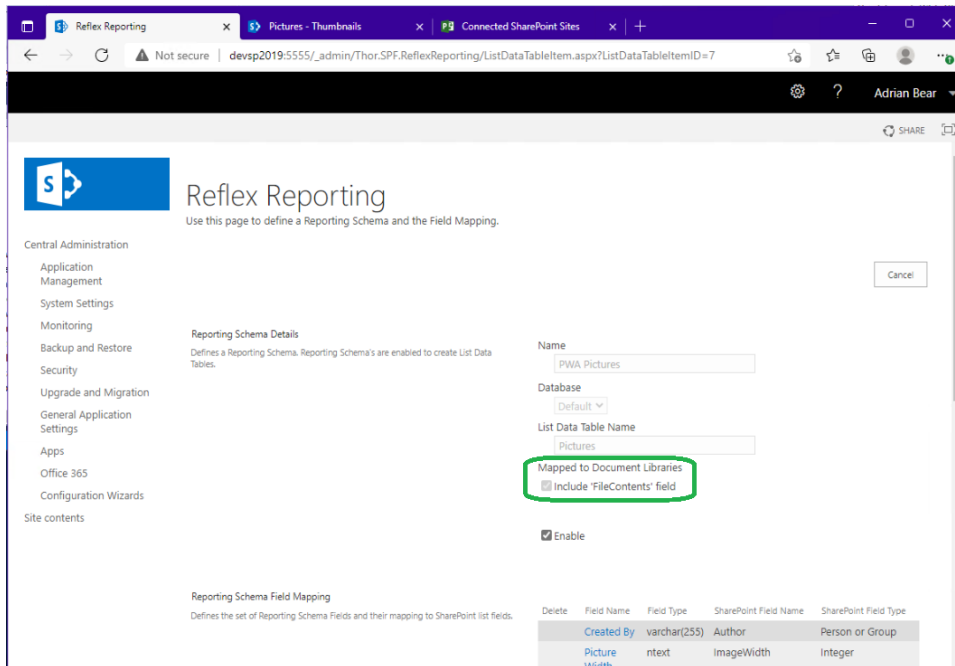 Reflex Reporting
Pictures - Thumbnails
Connected SharePoint Sites
Not secure
devsp2019:5555/_admin/Thor.SPF.ReflexReporting/ListDataTableItem.aspx?ListDataTableItemID=7
?
Adrian Bear
SHARE
S
Reflex Reporting
Use this page to define a Reporting Schema and the Field Mapping.
Central Administration
Application
Management
System Settings
Monitoring
Backup and Restore
Security
Upgrade and Migration
General Application
Settings
Apps
Office 365
Configuration Wizards
Site contents
Cancel
Reporting Schema Details
Defines a Reporting Schema. Reporting Schema's are enabled to create List Data
Tables.
Name
PWA Pictures
Database
Default
List Data Table Name
Pictures
Mapped to Document Libraries
Include 'FileContents' field
Enable
Reporting Schema Field Mapping
Defines the set of Reporting Schema Fields and their mapping to SharePoint list fields.
Delete Field Name Field Type SharePoint Field Name SharePoint Field Type
Created By varchar(255) Author Person or Group
Picture ntext ImageWidth Integer
Width